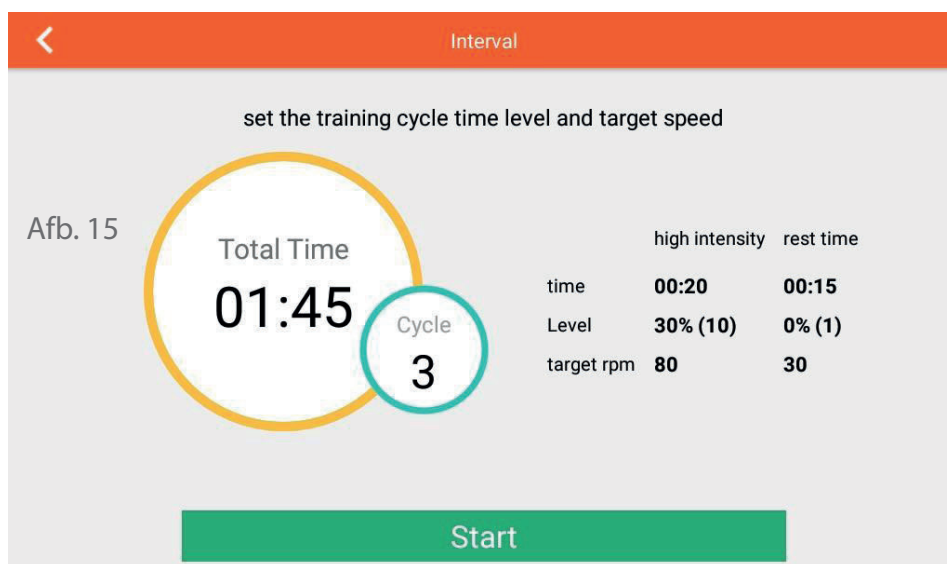 Interval
set the training cycle time level and target speed
Afb. 15
Total Time
01:45
Cycle
3
high intensity rest time
time 00:20 00:15
Level 30% (10) 0% (1)
target rpm 80 30
Start